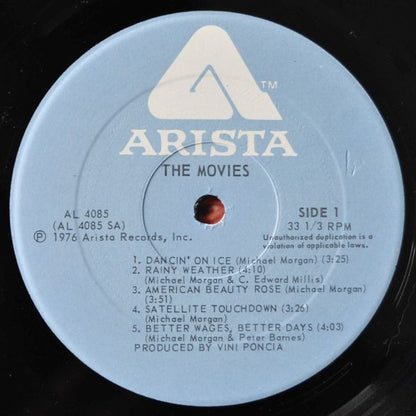 TM
ARISTA
THE MOVIES
AL 4085
(AL 4085 SA)
℗ 1976 Arista Records, Inc.
SIDE 1
33 1/3 RPM
Unauthorized duplication is a
violation of applicable laws.
1. DANCIN' ON ICE (Michael Morgan) (3:25)
2. RAINY WEATHER (4:10)
(Michael Morgan & C. Edward Millis)
3. AMERICAN BEAUTY ROSE (Michael Morgan)
(3:51)
4. SATELLITE TOUCHDOWN (3:26)
(Michael Morgan)
5. BETTER WAGES, BETTER DAYS (4:03)
(Michael Morgan & Peter Barnes)
PRODUCED BY VINI PONCIA